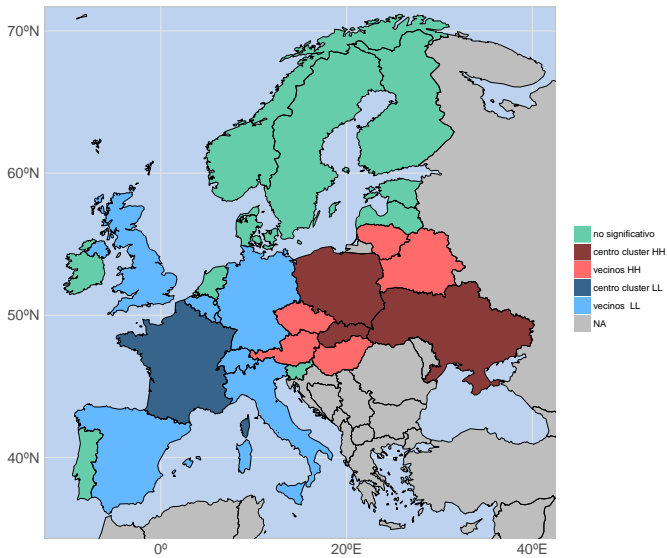 70ºN
60ºN
50ºN
40ºN
0º
20ºE
40ºE
no significativo
centro cluster HH
vecinos HH
centro cluster LL
vecinos  LL
NA